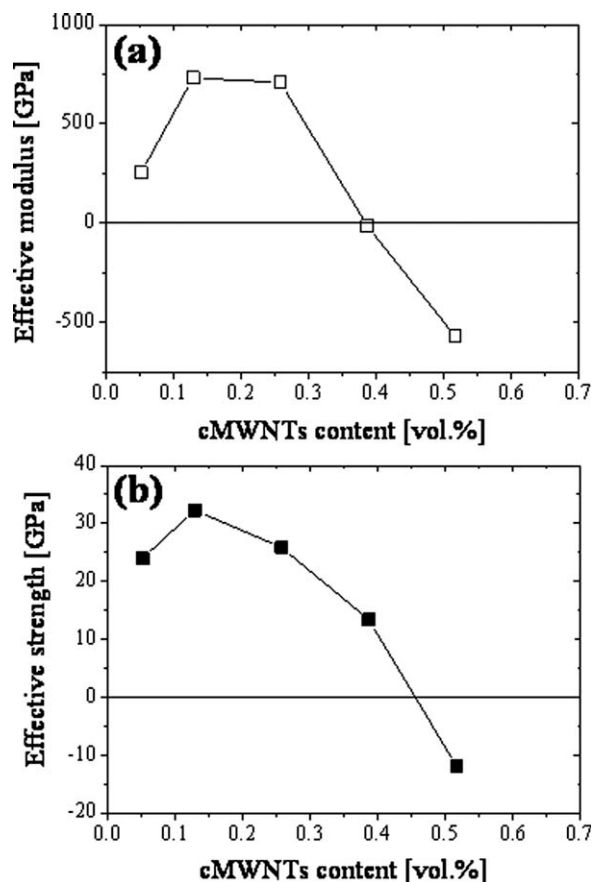 (a)
Effective modulus [GPa]
1000
500
0
-500
0.0 0.1 0.2 0.3 0.4 0.5 0.6 0.7
cMWNTs content [vol.%]
(b)
Effective strength [GPa]
40
30
20
10
0
-10
-20
0.0 0.1 0.2 0.3 0.4 0.5 0.6 0.7
cMWNTs content [vol.%]